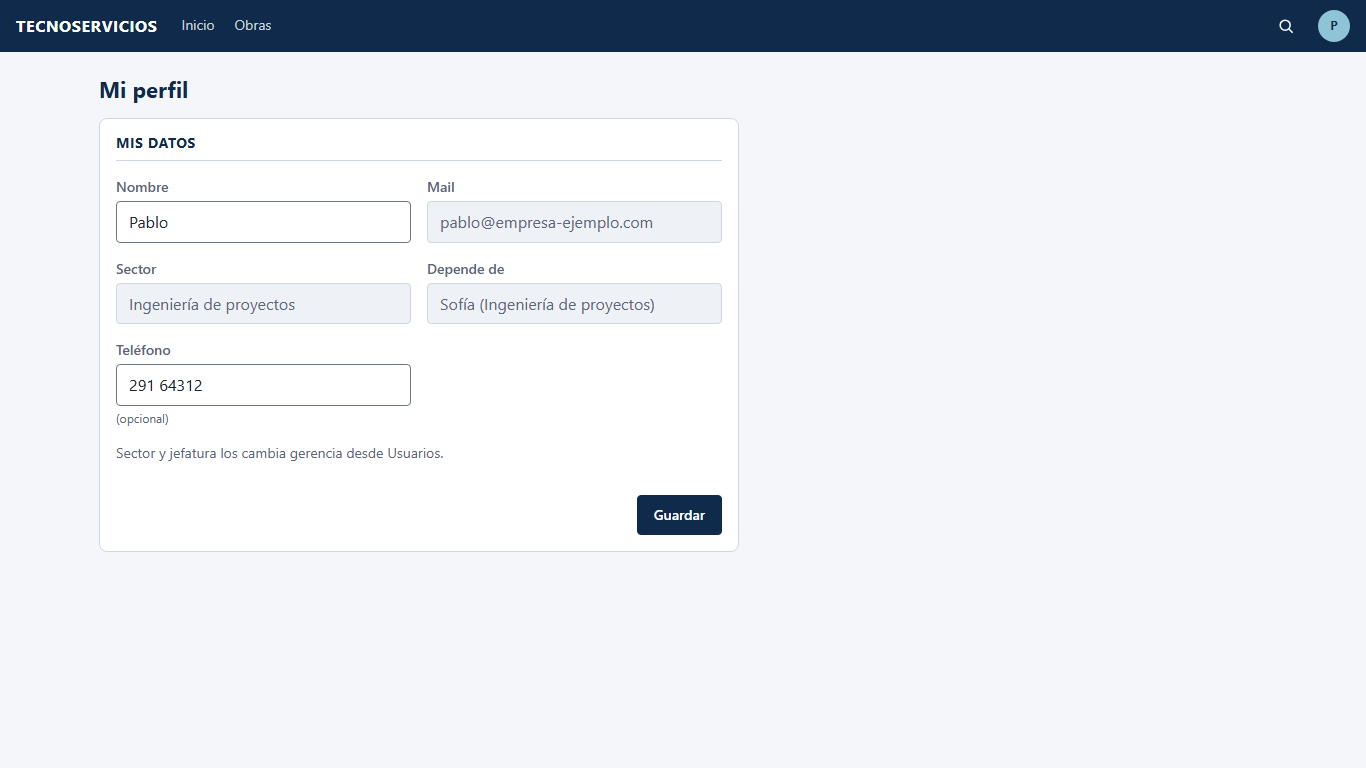 TECNOSERVICIOS Inicio Obras P
Mi perfil
MIS DATOS
Nombre Mail
Pablo pablo@empresa-ejemplo.com
Sector Depende de
Ingeniería de proyectos Sofía (Ingeniería de proyectos)
Teléfono
291 64312
(opcional)
Sector y jefatura los cambia gerencia desde Usuarios.
Guardar